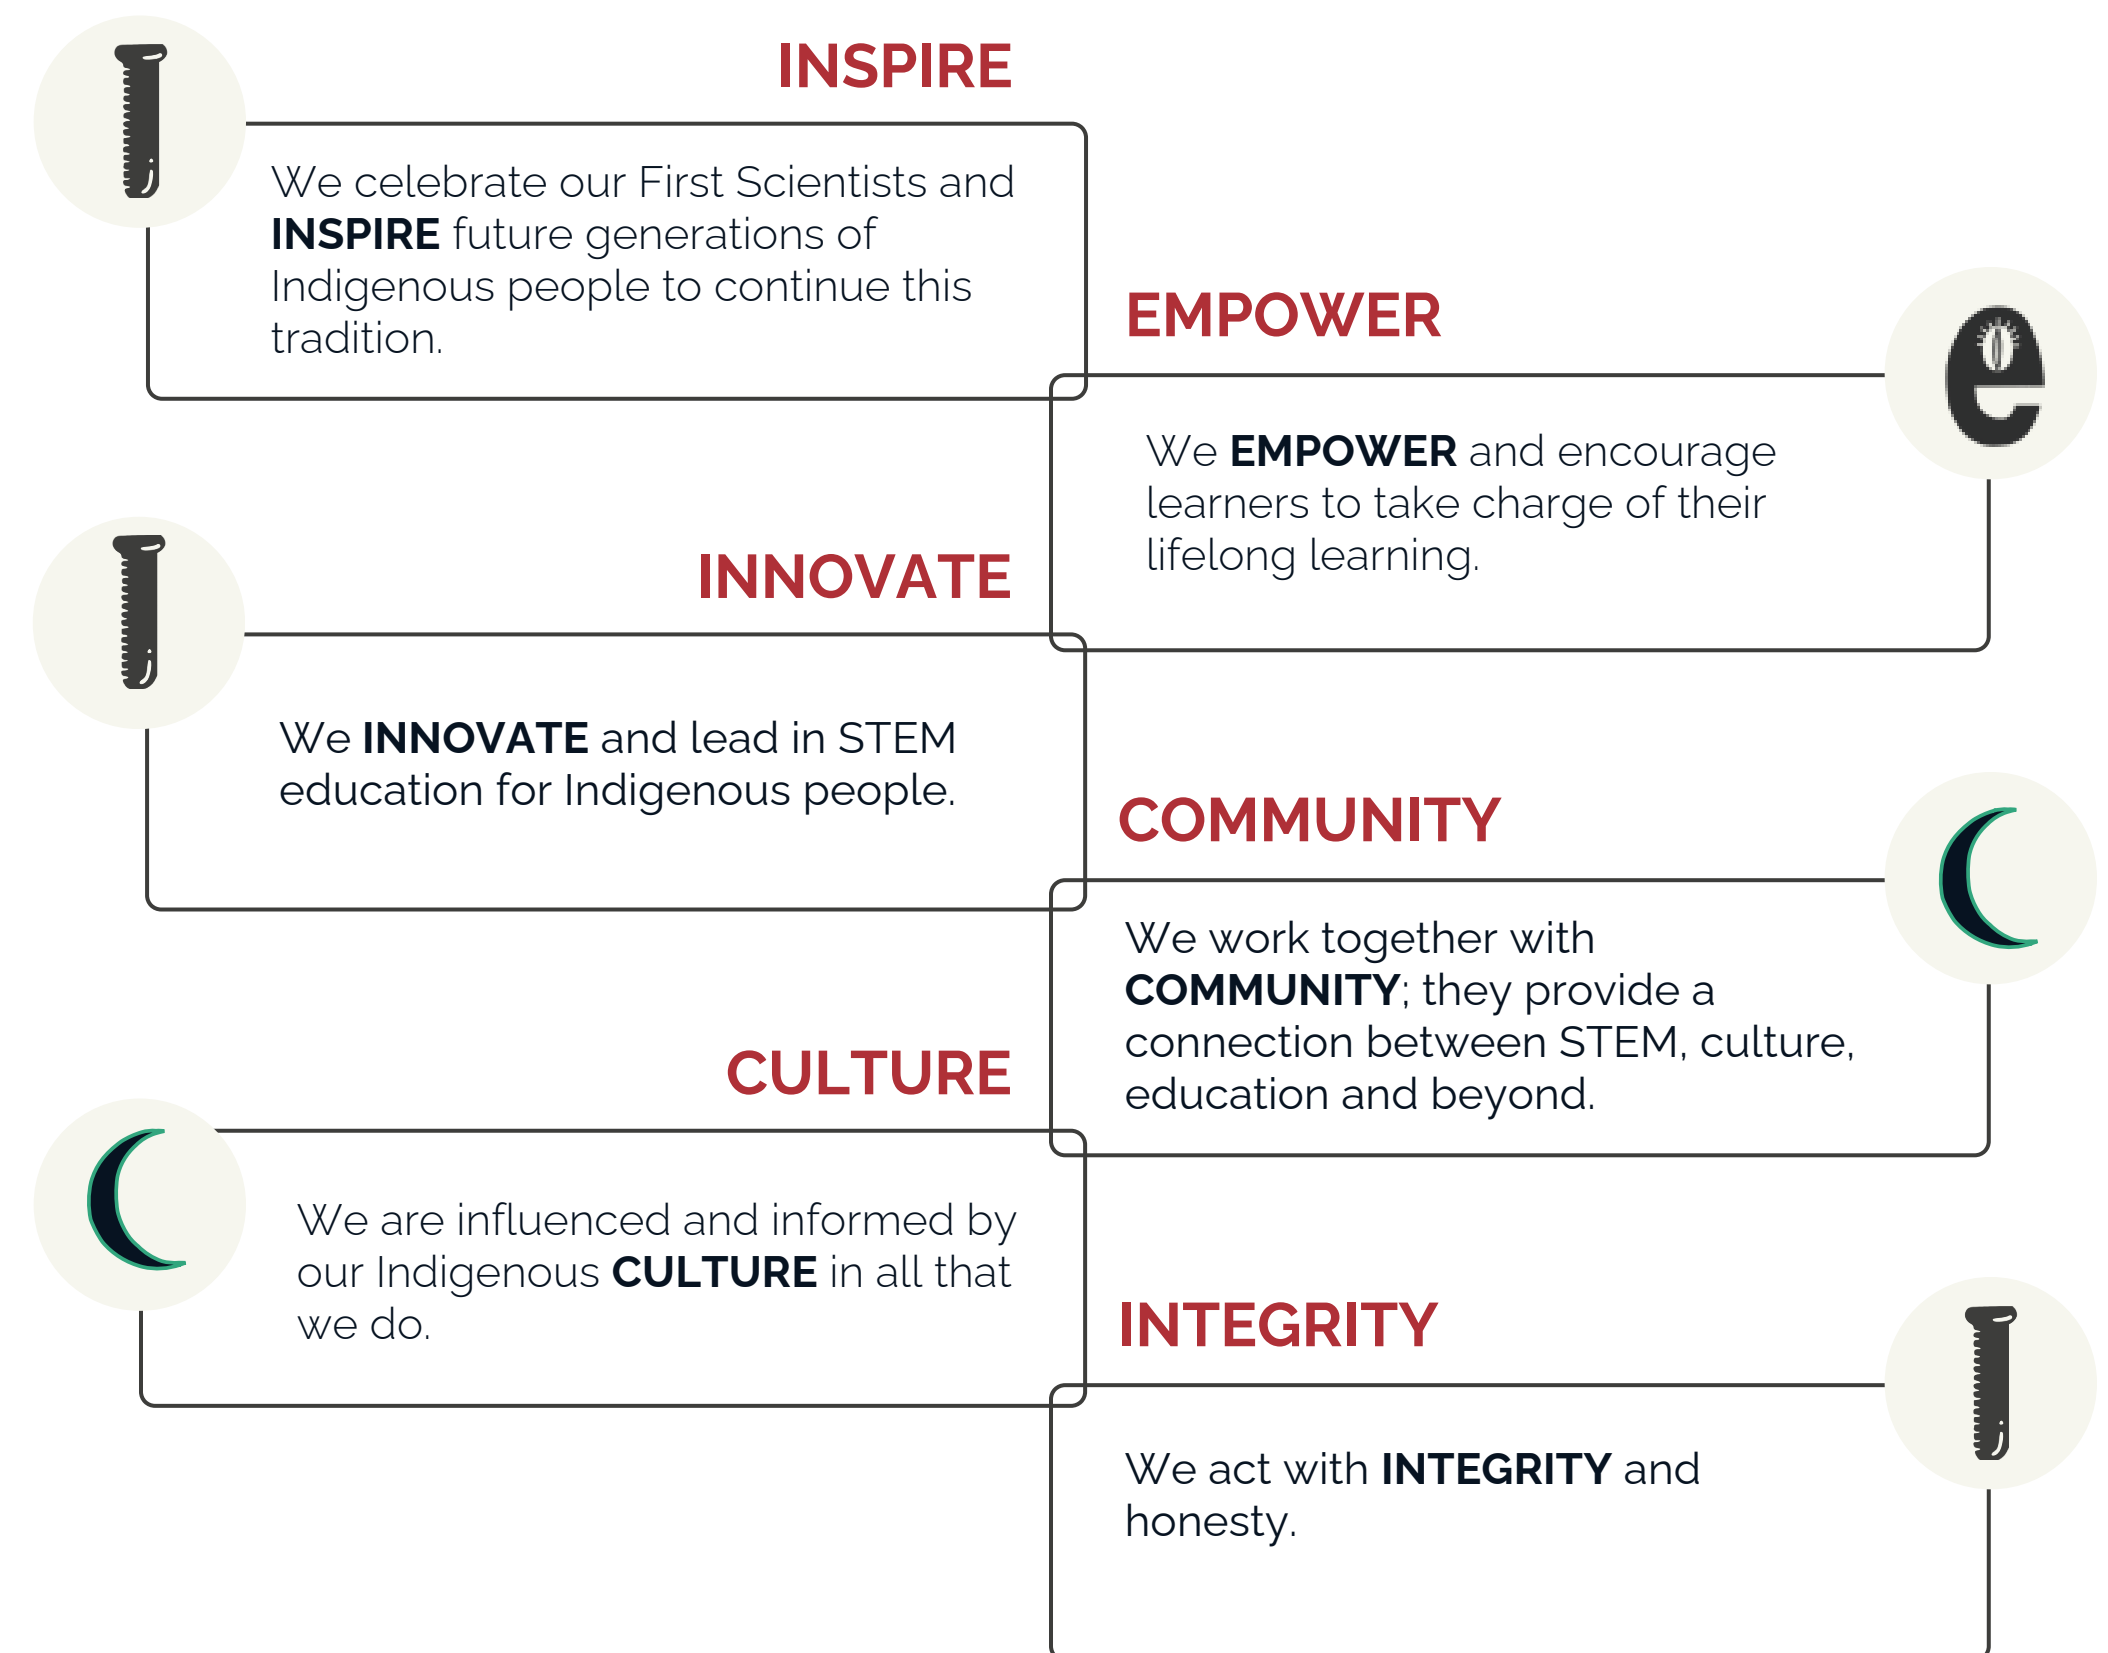 INSPIRE
We celebrate our First Scientists and
INSPIRE future generations of
Indigenous people to continue this
tradition.
EMPOWER
We EMPOWER and encourage
learners to take charge of their
lifelong learning.
INNOVATE
We INNOVATE and lead in STEM
education for Indigenous people.
COMMUNITY
We work together with
COMMUNITY; they provide a
connection between STEM, culture,
education and beyond.
CULTURE
We are influenced and informed by
our Indigenous CULTURE in all that
we do.
INTEGRITY
We act with INTEGRITY and
honesty.